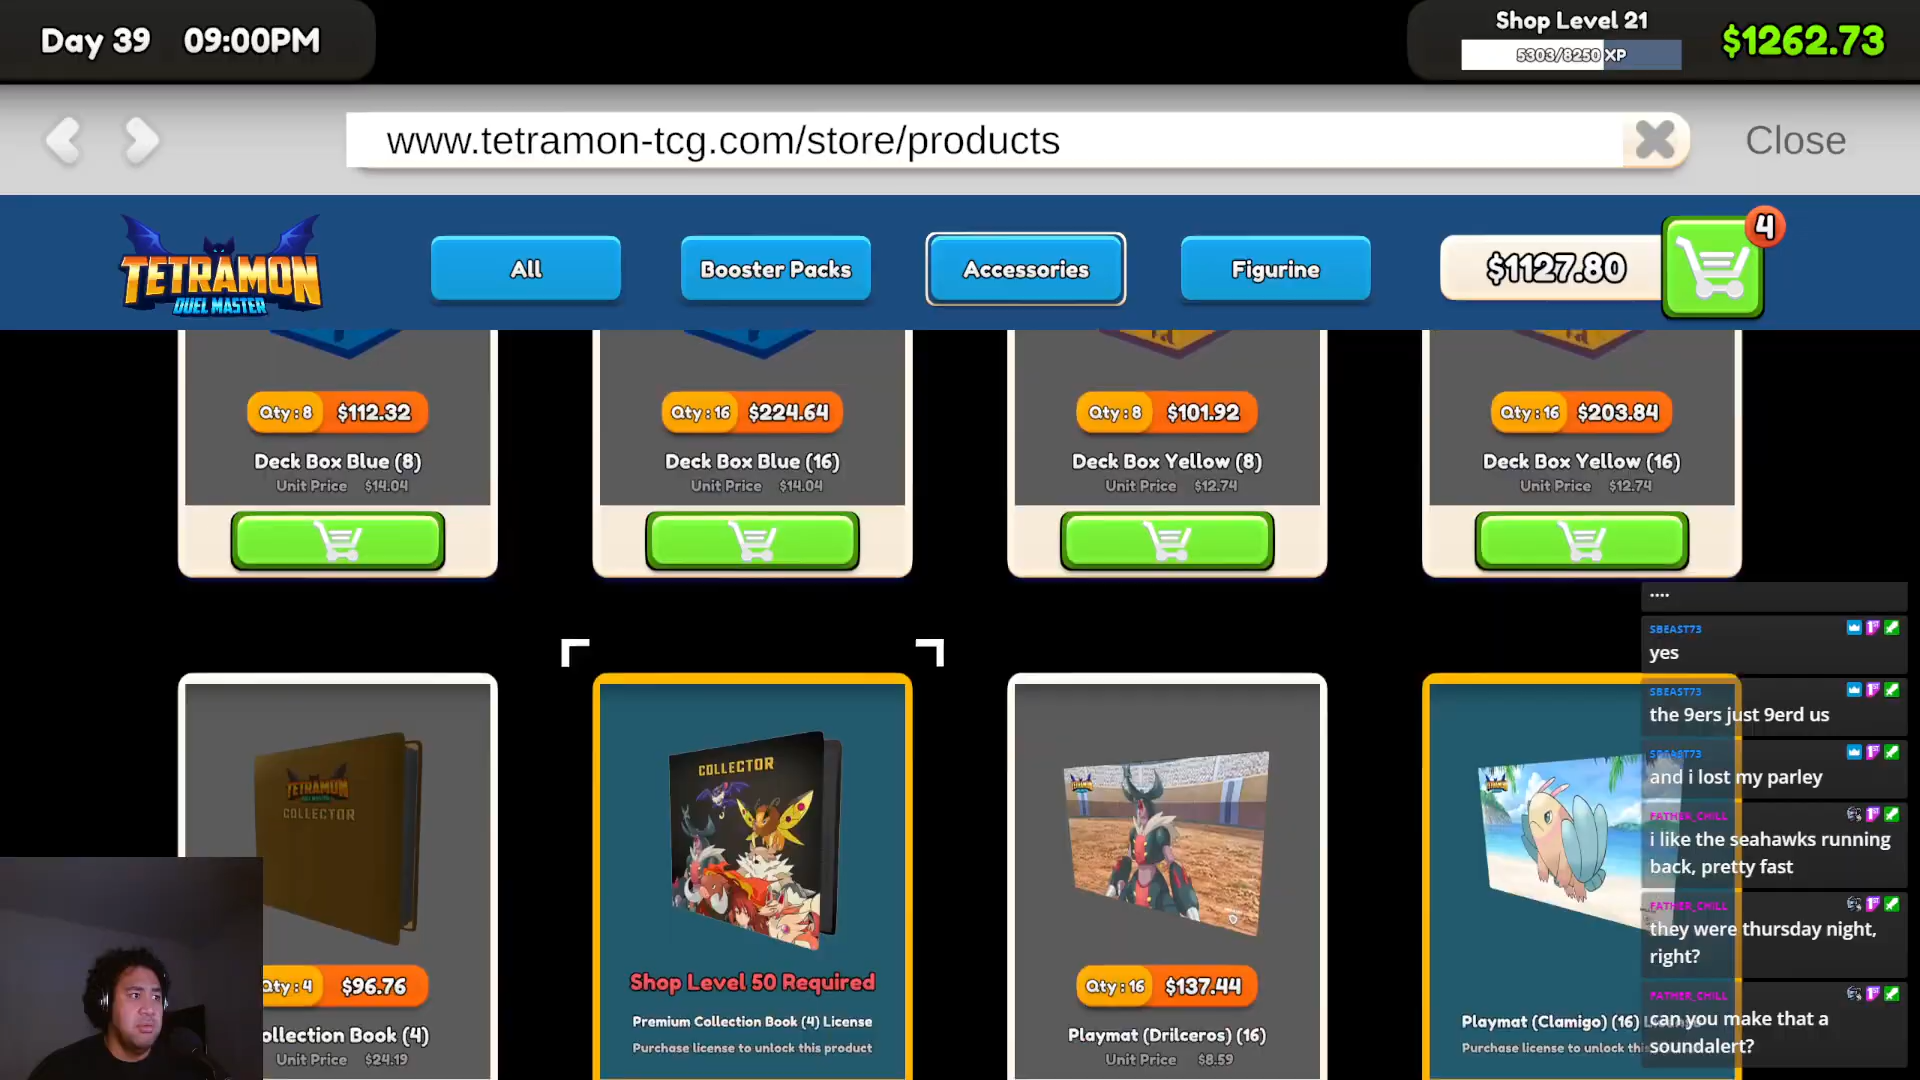 Day 39 09:00PM
Shop Level 21
5303/8250 XP
$1262.73
www.tetramon-tcg.com/store/products
Close
TETRAMON
DUEL MASTER
All
Booster Packs
Accessories
Figurine
$1127.80
4
Qty : 8 $112.32
Deck Box Blue (8)
Unit Price $14.04
Qty : 16 $224.64
Deck Box Blue (16)
Unit Price $14.04
Qty : 8 $101.92
Deck Box Yellow (8)
Unit Price $12.74
Qty : 16 $203.84
Deck Box Yellow (16)
Unit Price $12.74
TETRAMON
COLLECTOR
Qty : 4 $96.76
ollection Book (4)
Unit Price $24.19
COLLECTOR
Shop Level 50 Required
Premium Collection Book (4) License
Purchase license to unlock this product
TETRAMON
Qty : 16 $137.44
Playmat (Drilceros) (16)
Unit Price $8.59
TETRAMON
Playmat (Clamigo) (16)
Purchase license to unlock this
....
SBEAST73
yes
SBEAST73
the 9ers just 9erd us
SBEAST73
and i lost my parley
FATHER_CHILL
i like the seahawks running
back, pretty fast
FATHER_CHILL
they were thursday night,
right?
FATHER_CHILL
can you make that a
soundalert?